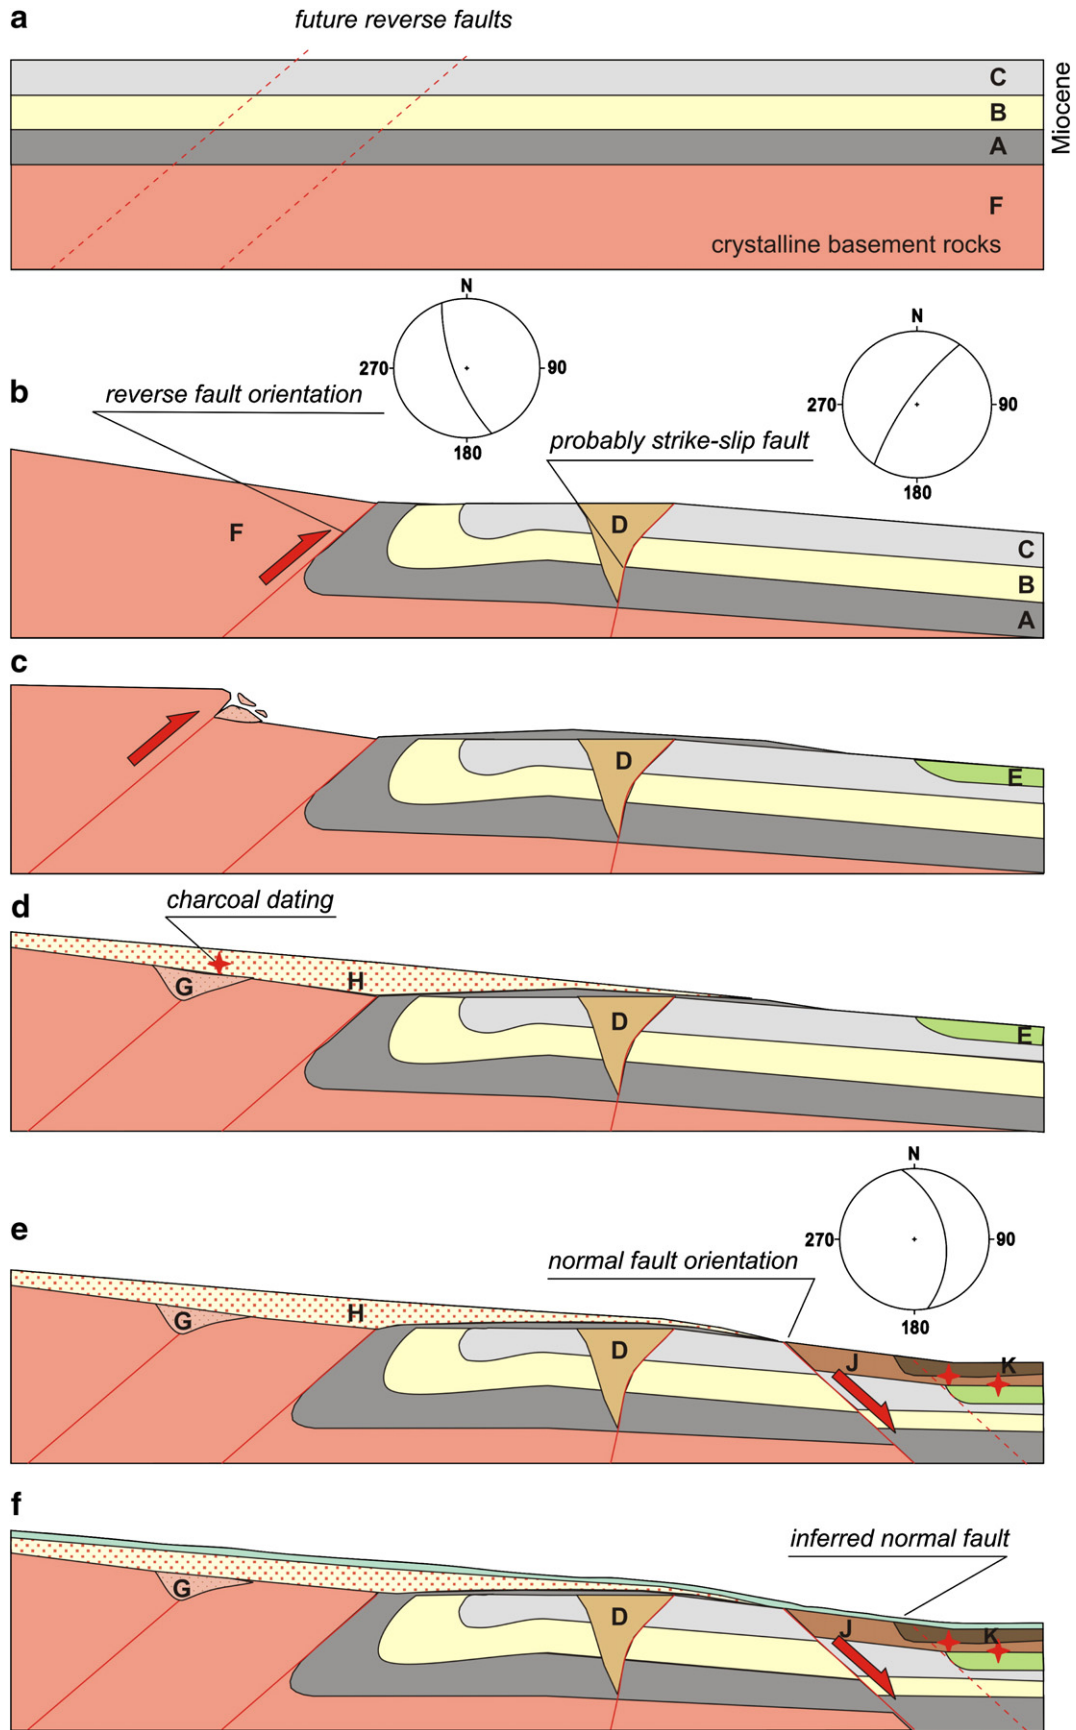 a
future reverse faults
C
B
A
F
crystalline basement rocks
Miocene
N
270
90
180
N
270
90
180
b
reverse fault orientation
probably strike-slip fault
F
D
C
B
A
c
D
E
d
charcoal dating
G
H
D
E
N
270
90
180
e
normal fault orientation
G
H
D
J
K
f
inferred normal fault
G
D
J
K